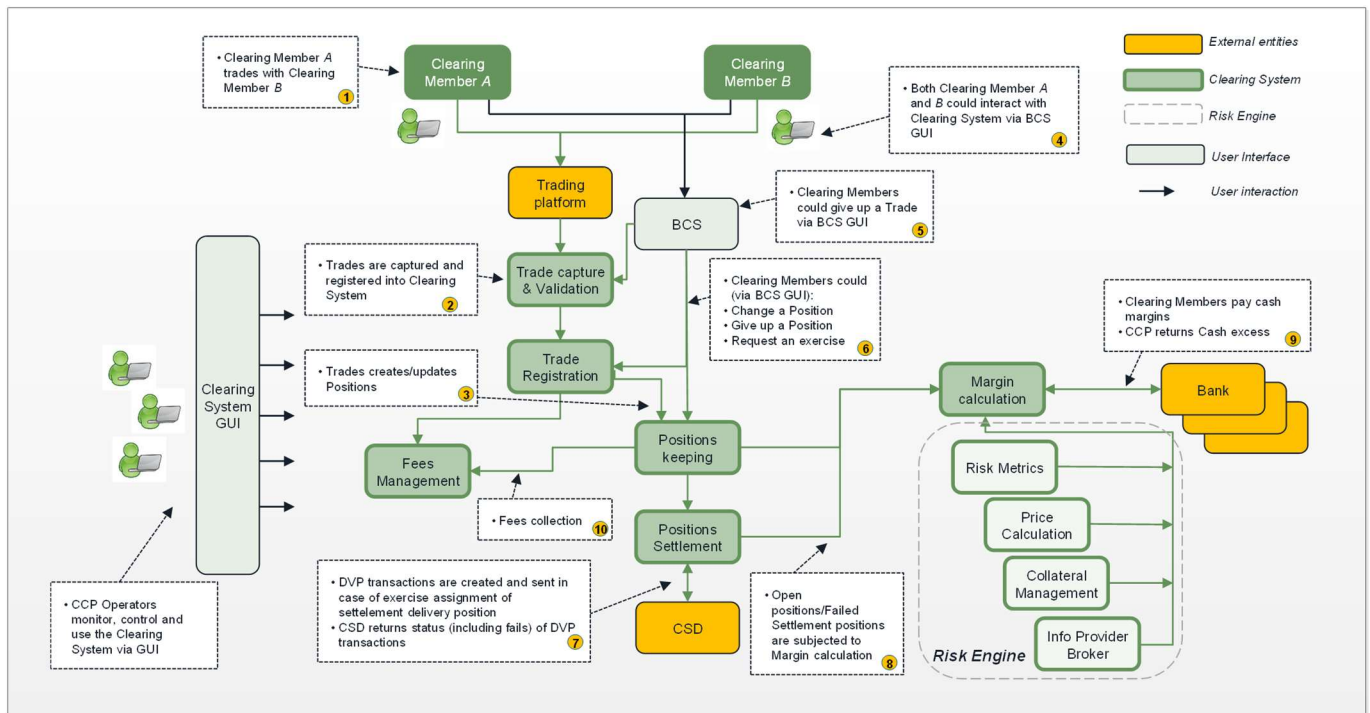 Clearing
Member A
Clearing
Member B
External entities
Clearing System
Risk Engine
User Interface
User interaction
• Clearing Member A
trades with Clearing
Member B
1
• Both Clearing Member A
and B could interact with
Clearing System via BCS
GUI
4
Trading
platform
BCS
• Clearing Members
could give up a Trade
via BCS GUI
5
• Trades are captured and
registered into Clearing
System
2
Trade capture
& Validation
• Clearing Members could
(via BCS GUI):
• Change a Position
• Give up a Position
• Request an exercise
6
• Clearing Members pay cash
margins
• CCP returns Cash excess
9
Clearing
System
GUI
• Trades creates/updates
Positions
3
Trade
Registration
Margin
calculation
Bank
Fees
Management
Positions
keeping
Risk Metrics
• Fees collection
10
Positions
Settlement
Price
Calculation
Collateral
Management
Info Provider
Broker
Risk Engine
• CCP Operators
monitor, control and
use the Clearing
System via GUI
• DVP transactions are created and sent in
case of exercise assignment of
settelement delivery position
• CSD returns status (including fails) of DVP
transactions
7
CSD
• Open
positions/Failed
Settlement positions
are subjected to
Margin calculation
8